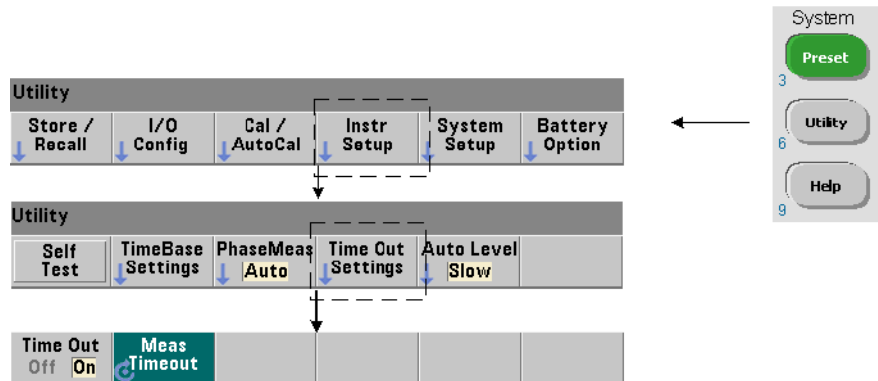 System
Preset
3
Utility
6
Help
9
Utility
Store /
Recall
I/O
Config
Cal /
AutoCal
Instr
Setup
System
Setup
Battery
Option
Utility
Self
Test
TimeBase
Settings
PhaseMeas
Auto
Time Out
Settings
Auto Level
Slow
Time Out
Off On
Meas
Timeout